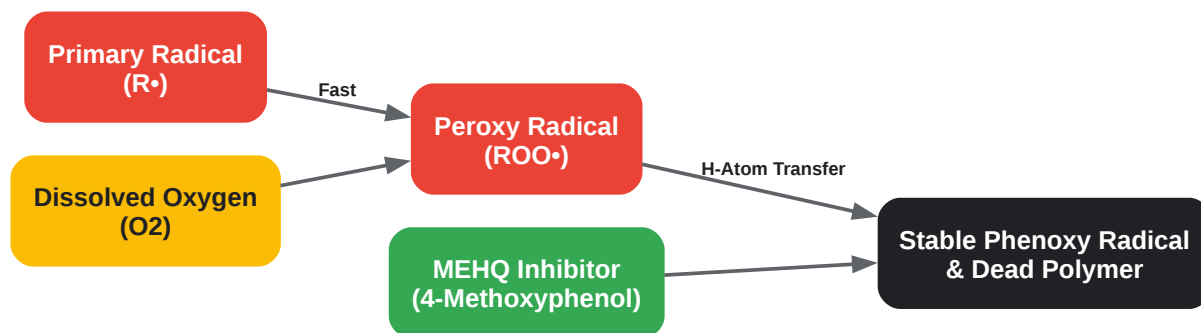 Primary Radical
(R•)
Fast
Dissolved Oxygen
(O2)
Peroxy Radical
(ROO•)
H-Atom Transfer
MEHQ Inhibitor
(4-Methoxyphenol)
Stable Phenoxy Radical
& Dead Polymer